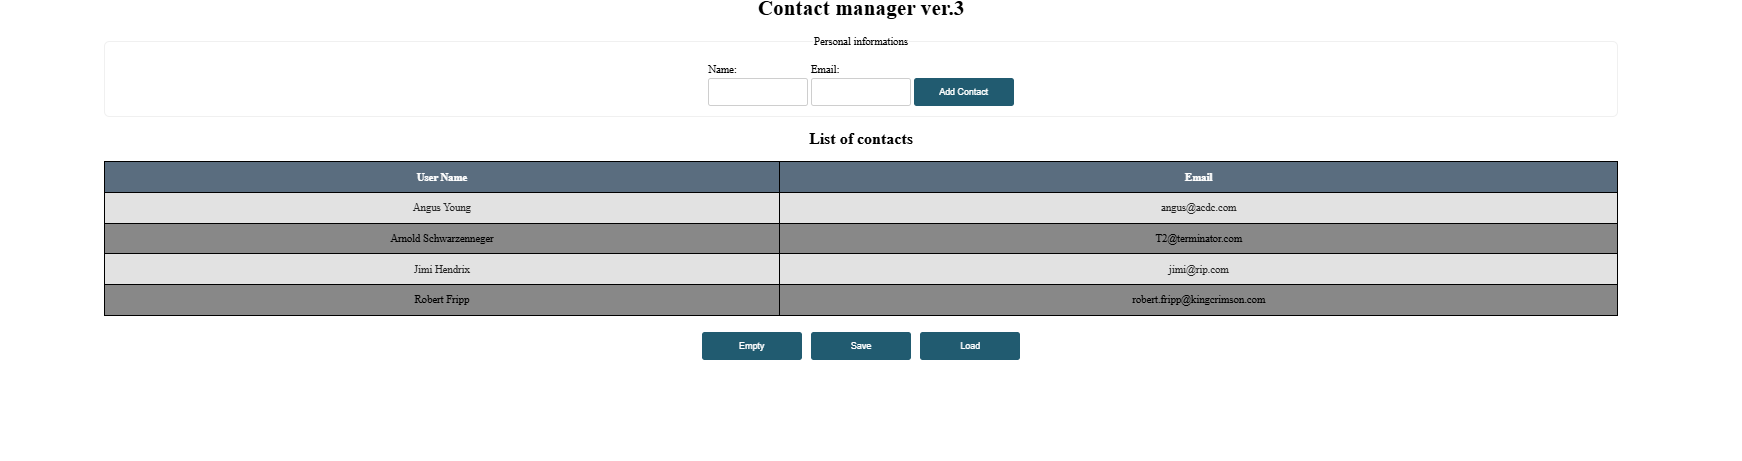 Contact manager ver.3
Personal informations
Name: Email:
Add Contact
List of contacts
User Name Email
Angus Young angus@acdc.com
Arnold Schwarzenneger T2@terminator.com
Jimi Hendrix jimi@rip.com
Robert Fripp robert.fripp@kingcrimson.com
Empty Save Load